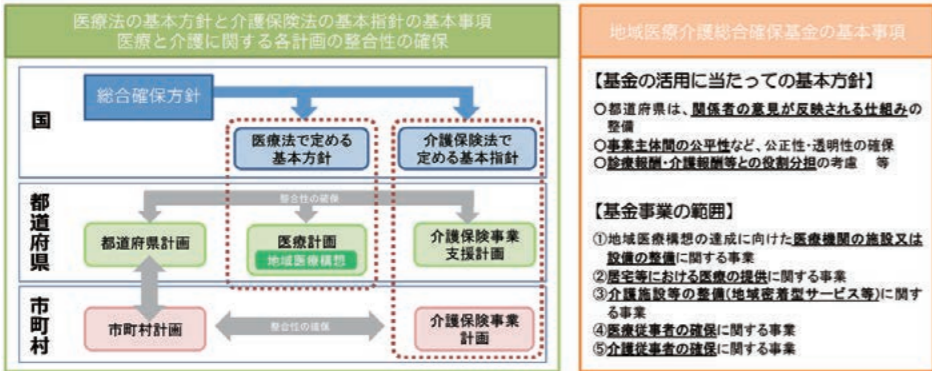 医療法の基本方針と介護保険法の基本指針の基本事項
医療と介護に関する各計画の整合性の確保
国
総合確保方針
医療法で定める
基本方針
介護保険法で
定める基本指針
都道府県
整合性の確保
都道府県計画
医療計画
地域医療構想
介護保険事業
支援計画
市町村
市町村計画
整合性の確保
介護保険事業
計画
地域医療介護総合確保基金の基本事項
【基金の活用に当たっての基本方針】
○都道府県は、関係者の意見が反映される仕組みの
整備
○事業主体間の公平性など、公正性・透明性の確保
○診療報酬・介護報酬等との役割分担の考慮 等
【基金事業の範囲】
①地域医療構想の達成に向けた医療機関の施設又は
設備の整備に関する事業
②居宅等における医療の提供に関する事業
③介護施設等の整備(地域密着型サービス等)に関す
る事業
④医療従事者の確保に関する事業
⑤介護従事者の確保に関する事業